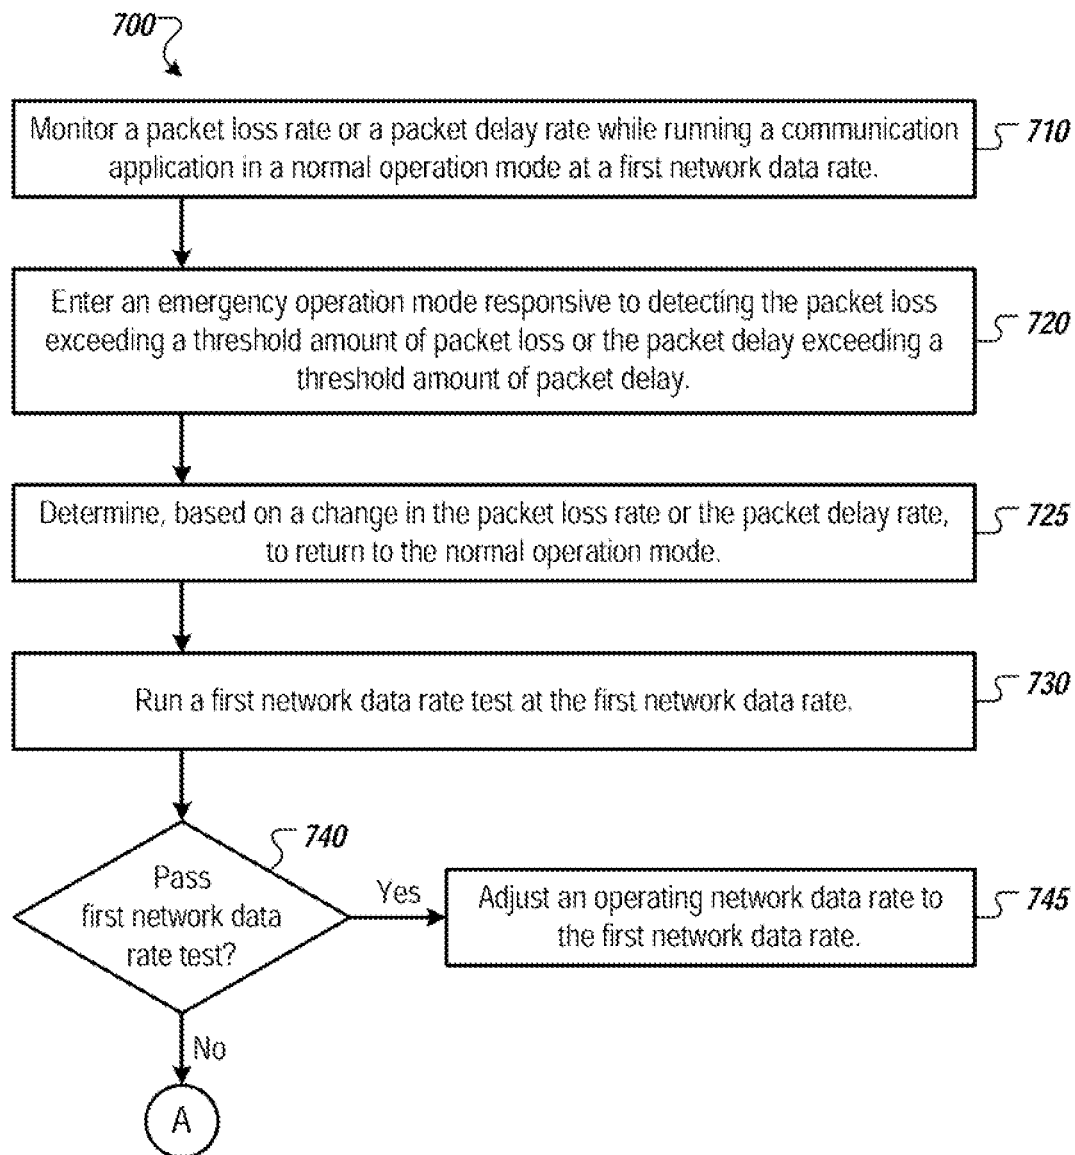 700
Monitor a packet loss rate or a packet delay rate while running a communication
application in a normal operation mode at a first network data rate.
710
Enter an emergency operation mode responsive to detecting the packet loss
exceeding a threshold amount of packet loss or the packet delay exceeding a
threshold amount of packet delay.
720
Determine, based on a change in the packet loss rate or the packet delay rate,
to return to the normal operation mode.
725
Run a first network data rate test at the first network data rate.
730
740
Pass
first network data
rate test?
Yes
Adjust an operating network data rate to
the first network data rate.
745
No
A